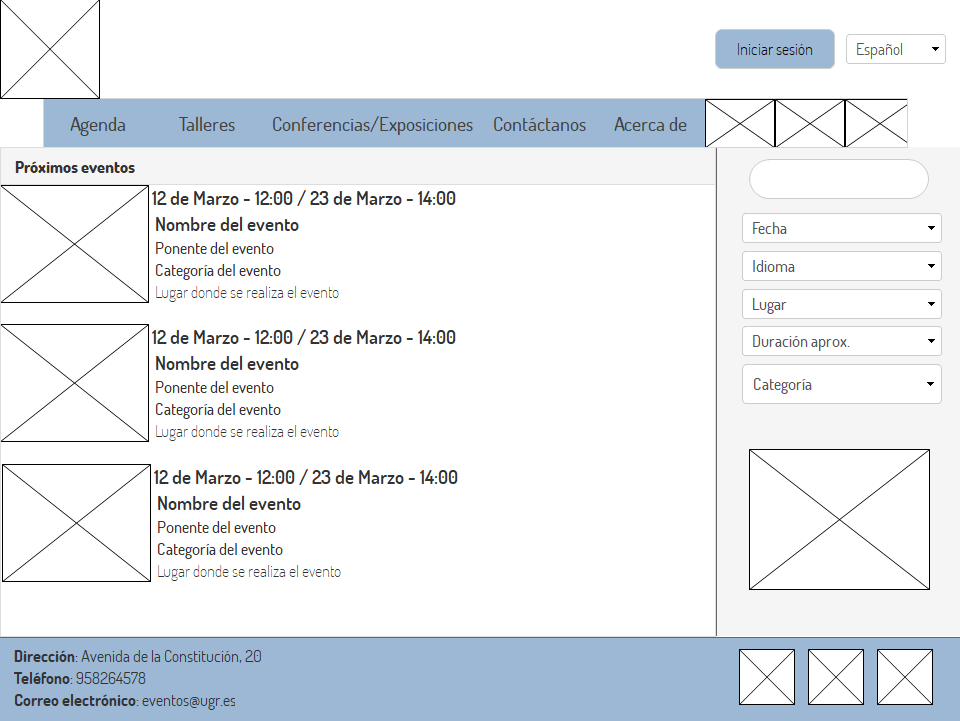 Iniciar sesión
Español
Agenda
Talleres
Conferencias/Exposiciones
Contáctanos
Acerca de
Próximos eventos
12 de Marzo - 12:00 / 23 de Marzo - 14:00
Nombre del evento
Ponente del evento
Categoría del evento
Lugar donde se realiza el evento
12 de Marzo - 12:00 / 23 de Marzo - 14:00
Nombre del evento
Ponente del evento
Categoría del evento
Lugar donde se realiza el evento
12 de Marzo - 12:00 / 23 de Marzo - 14:00
Nombre del evento
Ponente del evento
Categoría del evento
Lugar donde se realiza el evento
Fecha
Idioma
Lugar
Duración aprox.
Categoría
Dirección: Avenida de la Constitución, 20
Teléfono: 958264578
Correo electrónico: eventos@ugr.es